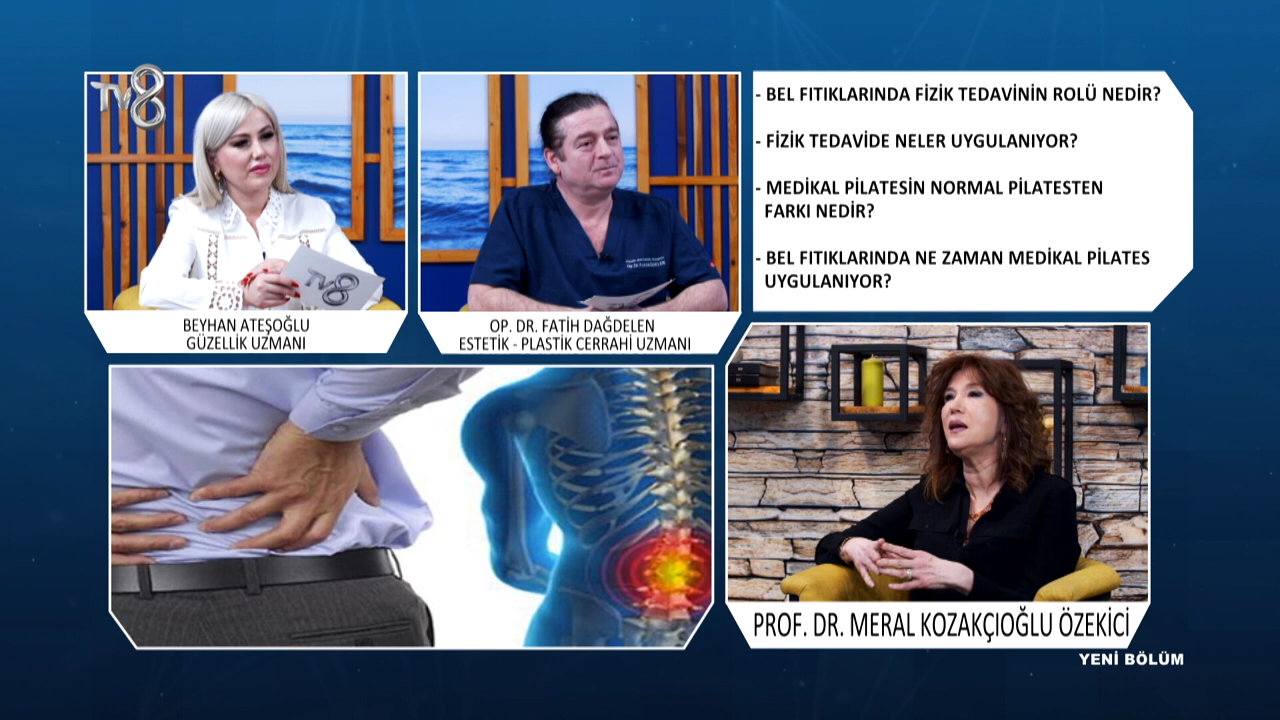 TV8
- BEL FITIKLARINDA FİZİK TEDAVİNİN ROLÜ NEDİR?
- FİZİK TEDAVİDE NELER UYGULANIYOR?
- MEDİKAL PİLATESİN NORMAL PİLATESTEN
FARKI NEDİR?
- BEL FITIKLARINDA NE ZAMAN MEDİKAL PİLATES
UYGULANIYOR?
TV8
BEYHAN ATEŞOĞLU
GÜZELLİK UZMANI
OP. DR. FATİH DAĞDELEN
ESTETİK - PLASTİK CERRAHİ UZMANI
PROF. DR. MERAL KOZAKÇIOĞLU ÖZEKİCİ
YENİ BÖLÜM